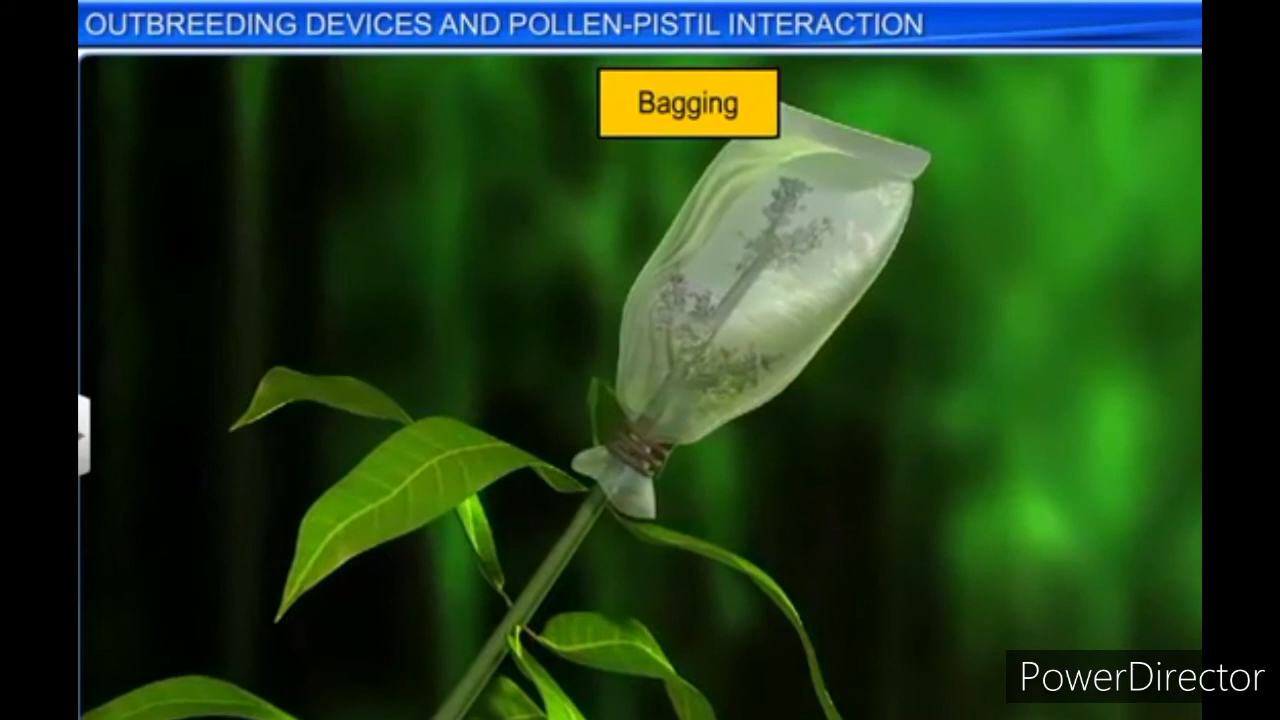 OUTBREEDING DEVICES AND POLLEN-PISTIL INTERACTION
Bagging
PowerDirector